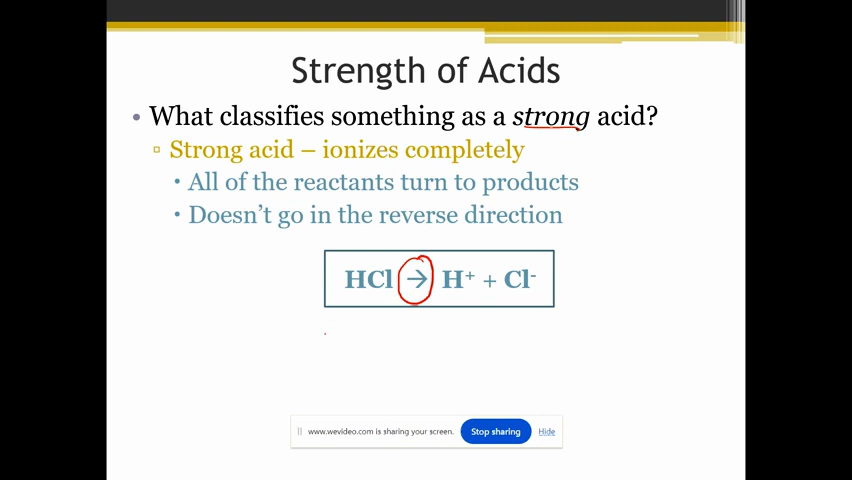 Strength of Acids
• What classifies something as a strong acid?
▫ Strong acid – ionizes completely
• All of the reactants turn to products
• Doesn't go in the reverse direction
HCl → H⁺ + Cl⁻
www.wevideo.com is sharing your screen. Stop sharing Hide